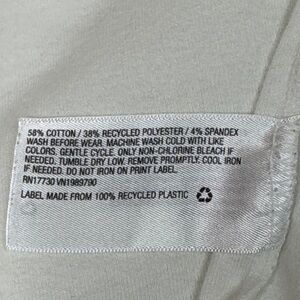 58% COTTON / 38% RECYCLED POLYESTER / 4% SPANDEX
WASH BEFORE WEAR. MACHINE WASH COLD WITH LIKE
COLORS. GENTLE CYCLE. ONLY NON-CHLORINE BLEACH IF
NEEDED. TUMBLE DRY LOW. REMOVE PROMPTLY. COOL IRON
IF NEEDED. DO NOT IRON ON PRINT LABEL.
RN17730 VN1989790
LABEL MADE FROM 100% RECYCLED PLASTIC